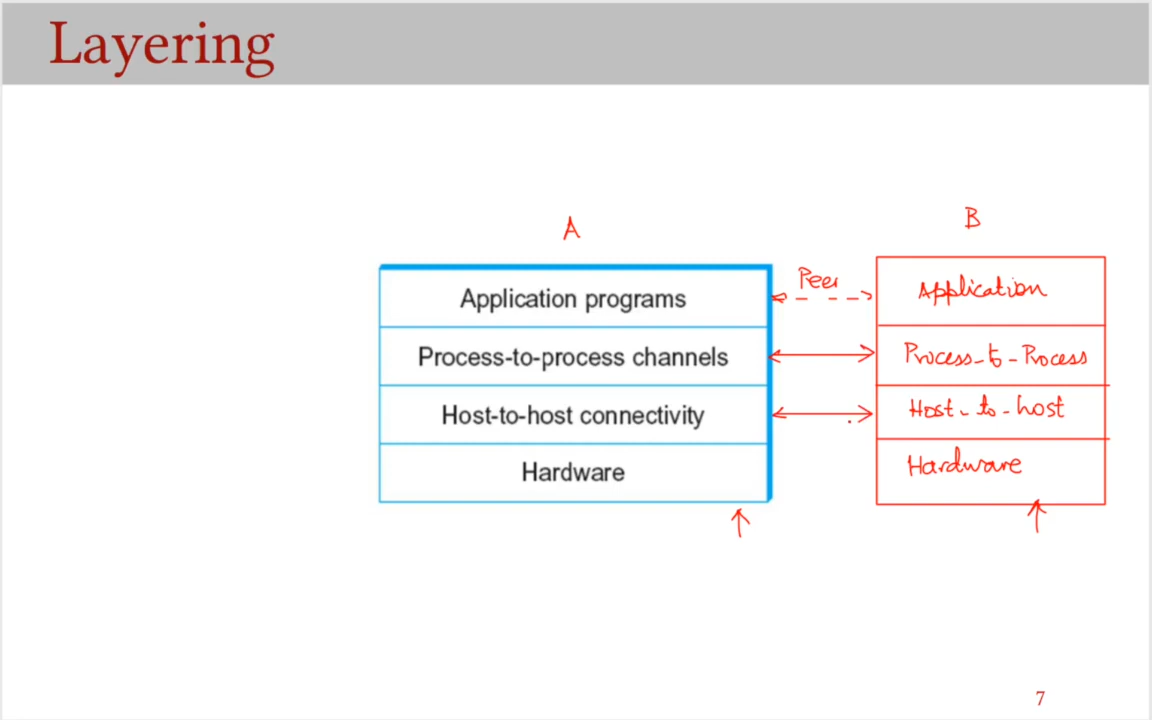 Layering
A
B
Application programs
Peer
Application
Process-to-process channels
Process-to-Process
Host-to-host connectivity
Host-to-host
Hardware
Hardware
7